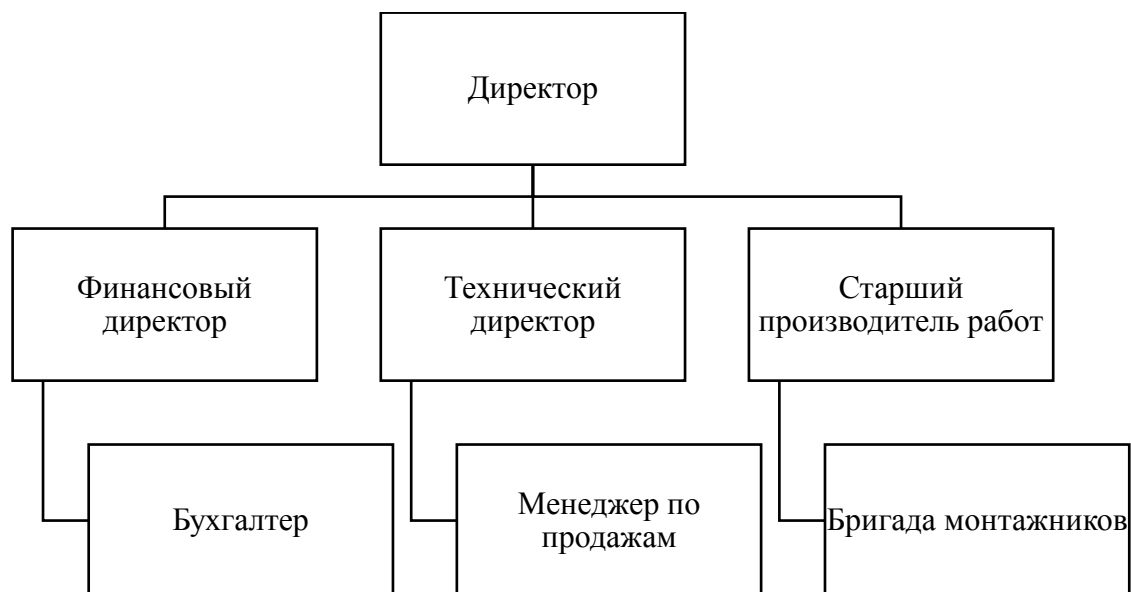 Директор
Финансовый
директор
Технический
директор
Старший
производитель работ
Бухгалтер
Менеджер по
продажам
Бригада монтажников